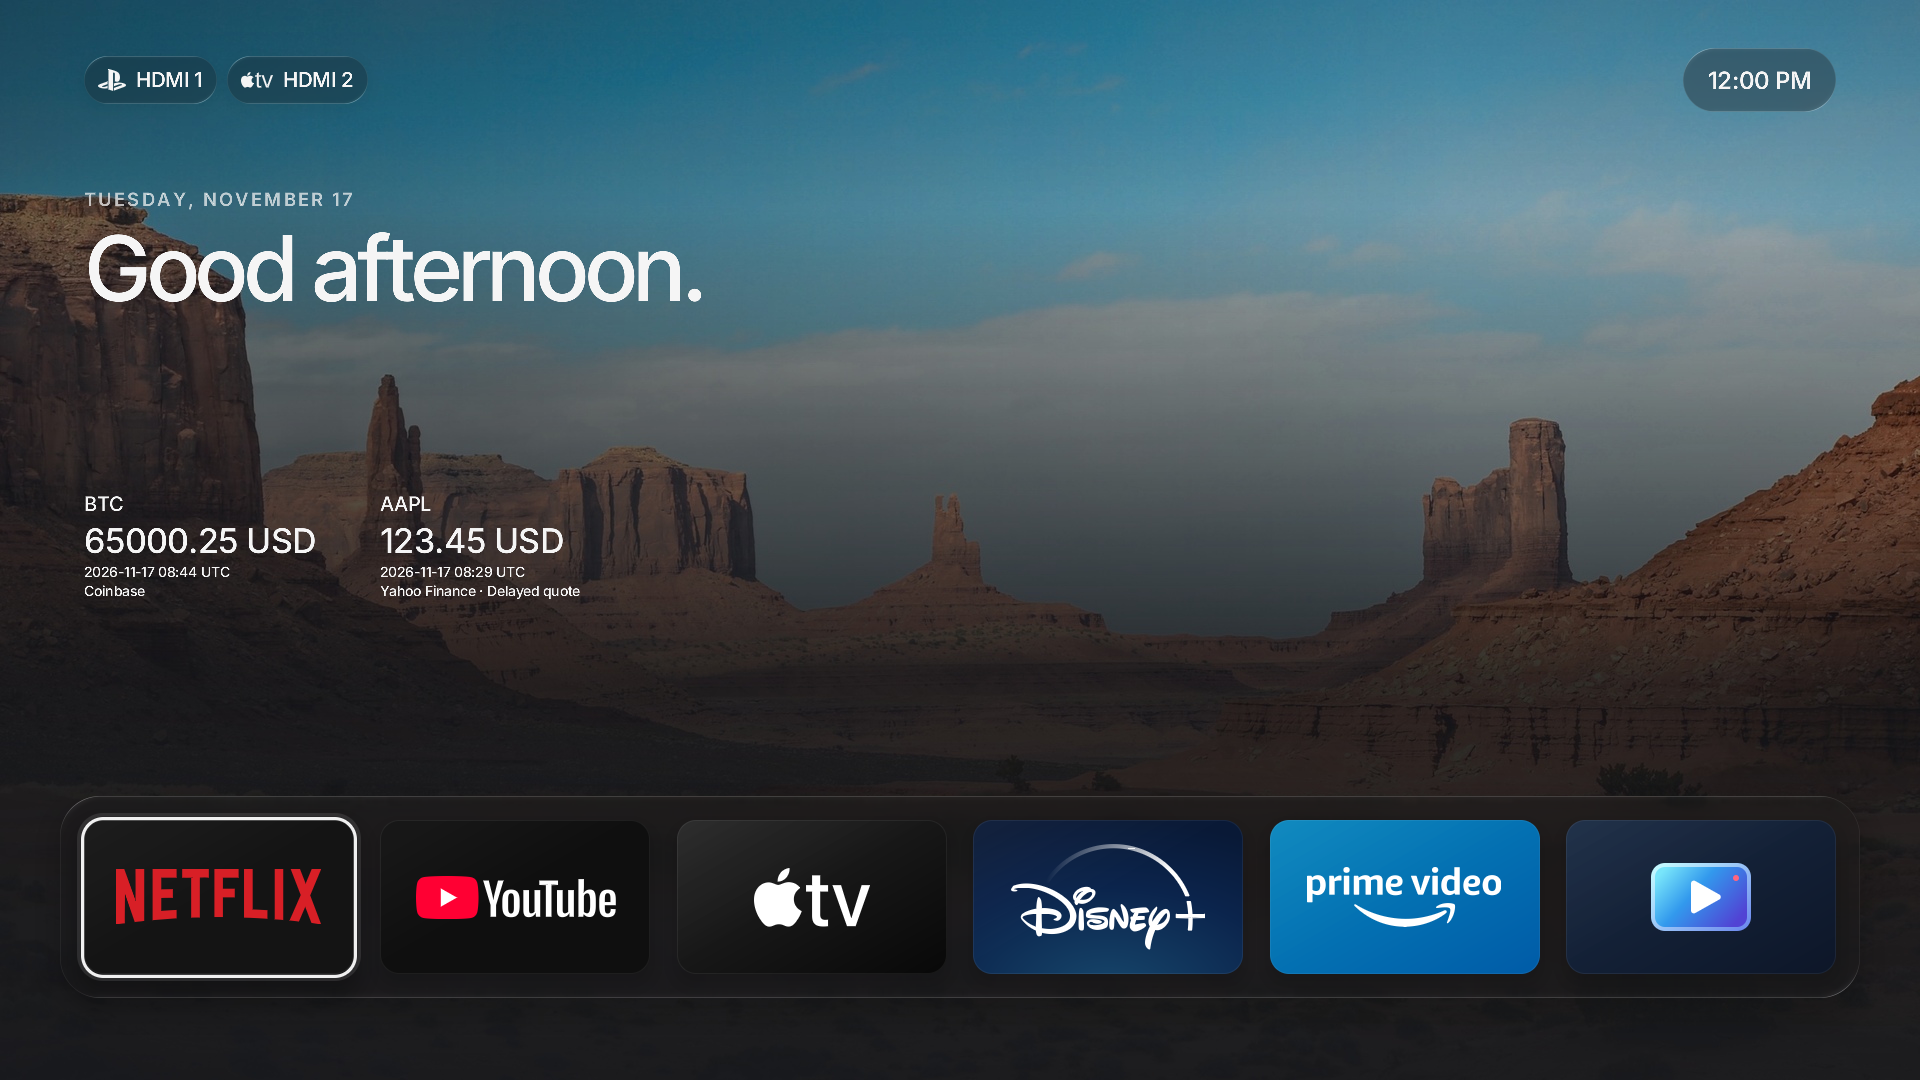 HDMI 1
tv HDMI 2
12:00 PM
TUESDAY, NOVEMBER 17
Good afternoon.
BTC
65000.25 USD
2026-11-17 08:44 UTC
Coinbase
AAPL
123.45 USD
2026-11-17 08:29 UTC
Yahoo Finance · Delayed quote
NETFLIX
YouTube
tv
Disney+
prime video